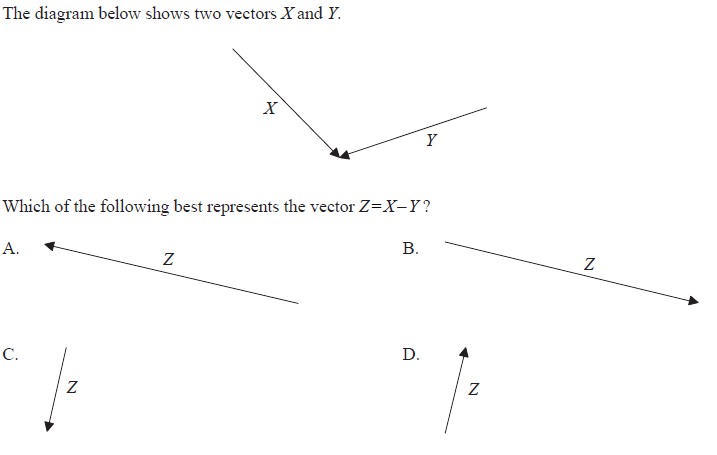 The diagram below shows two vectors X and Y.
X
Y
Which of the following best represents the vector Z=X–Y?
A.
Z
B.
Z
C.
Z
D.
Z